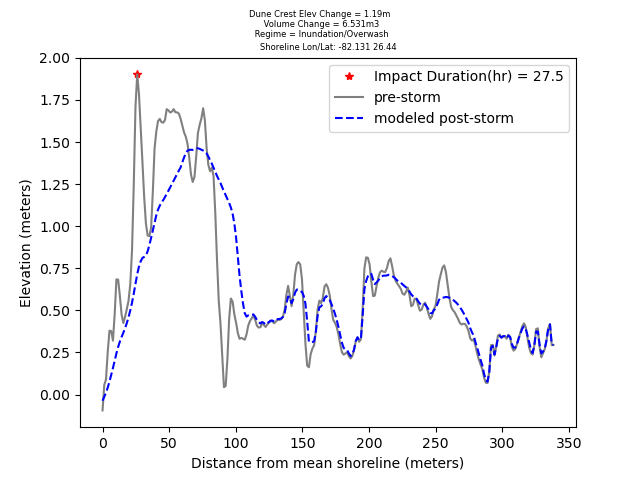 Dune Crest Elev Change = 1.19m
Volume Change = 6.531m3
Regime = Inundation/Overwash
Shoreline Lon/Lat: -82.131 26.44
Impact Duration(hr) = 27.5
pre-storm
modeled post-storm
Elevation (meters)
2.00
1.75
1.50
1.25
1.00
0.75
0.50
0.25
0.00
0 50 100 150 200 250 300 350
Distance from mean shoreline (meters)